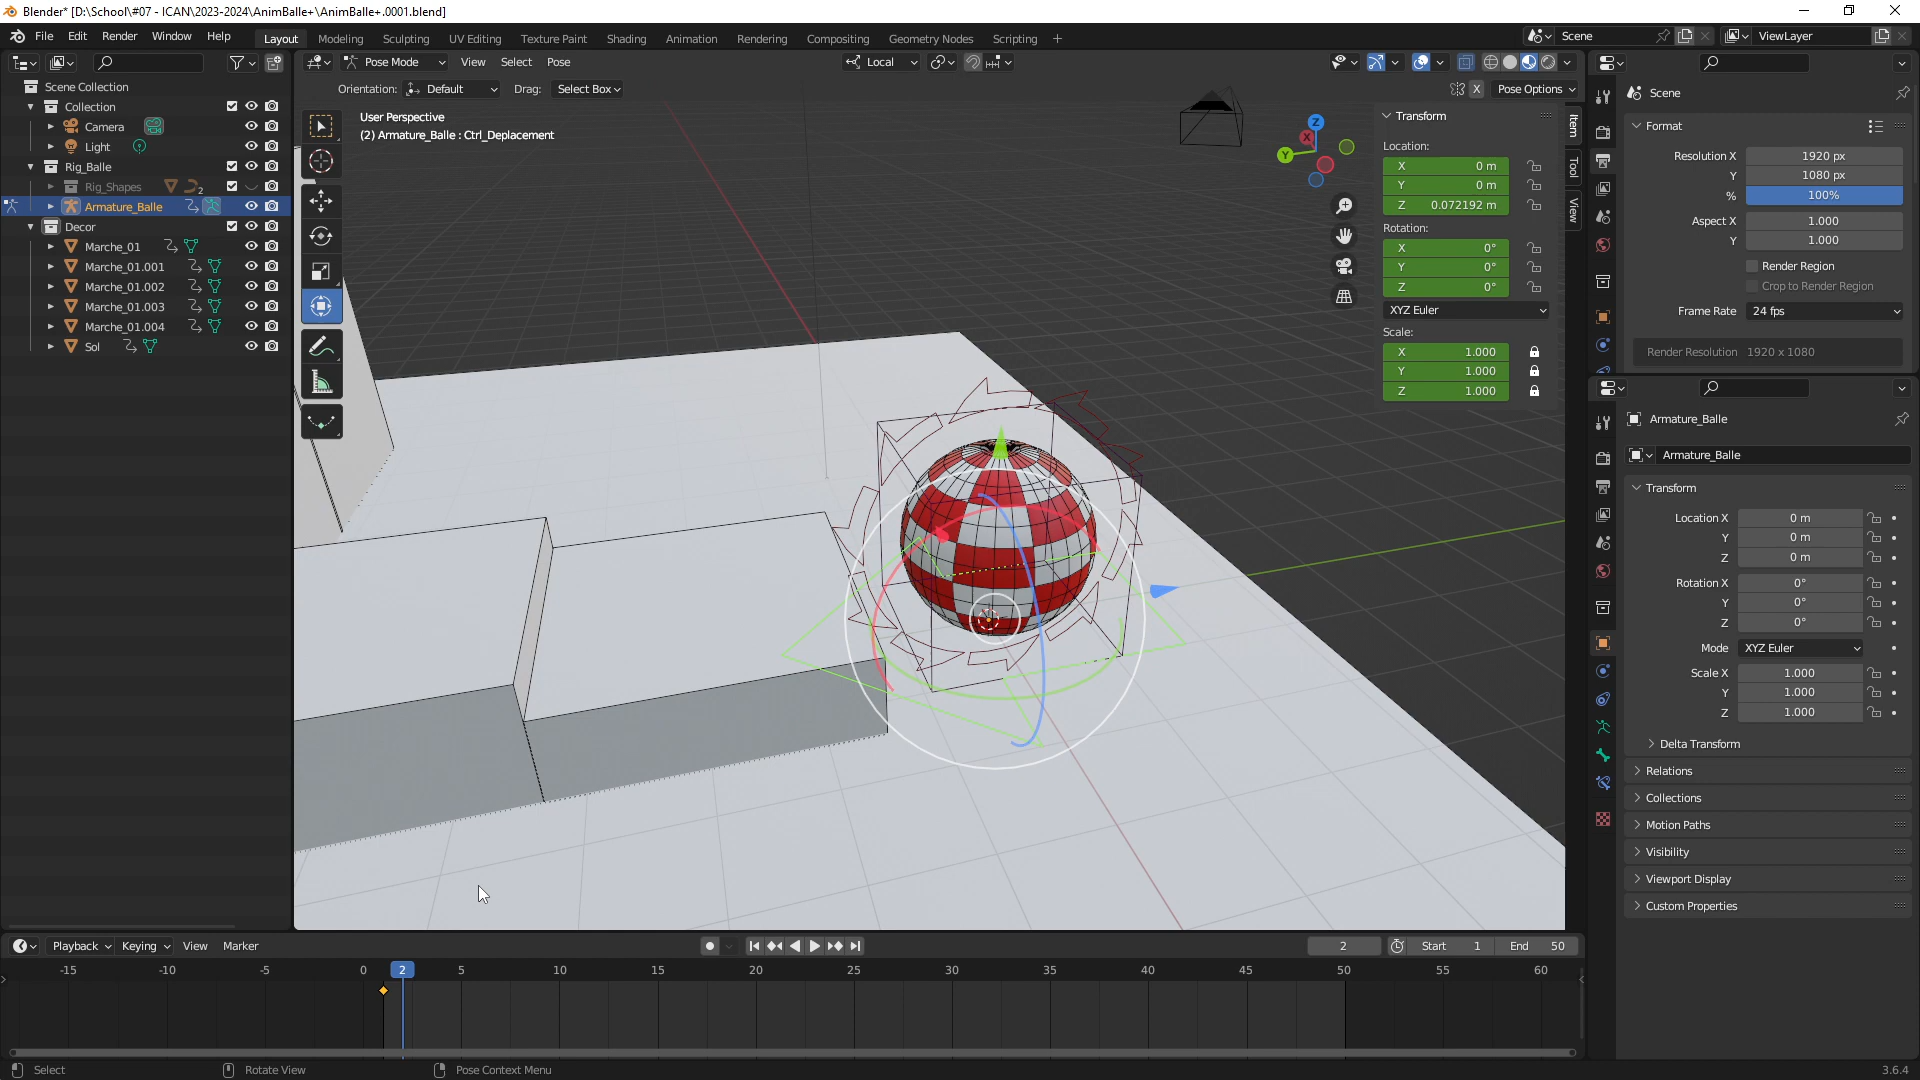 Blender* [D:\School\#07 - ICAN\2023-2024\AnimBalle+\AnimBalle+.0001.blend]
File Edit Render Window Help
Layout Modeling Sculpting UV Editing Texture Paint Shading Animation Rendering Compositing Geometry Nodes Scripting +
Scene
ViewLayer
Pose Mode View Select Pose
Local
Orientation: Default Drag: Select Box
X Pose Options
Scene Collection
Collection
Camera
Light
Rig_Balle
Rig_Shapes 2
Armature_Balle
Decor
Marche_01
Marche_01.001
Marche_01.002
Marche_01.003
Marche_01.004
Sol
User Perspective
(2) Armature_Balle : Ctrl_Deplacement
Z
X
Y
Transform
Location:
X 0 m
Y 0 m
Z 0.072192 m
Rotation:
X 0°
Y 0°
Z 0°
XYZ Euler
Scale:
X 1.000
Y 1.000
Z 1.000
Item
Tool
View
Scene
Format
Resolution X 1920 px
Y 1080 px
% 100%
Aspect X 1.000
Y 1.000
Render Region
Crop to Render Region
Frame Rate 24 fps
Render Resolution 1920 x 1080
Armature_Balle
Armature_Balle
Transform
Location X 0 m
Y 0 m
Z 0 m
Rotation X 0°
Y 0°
Z 0°
Mode XYZ Euler
Scale X 1.000
Y 1.000
Z 1.000
Delta Transform
Relations
Collections
Motion Paths
Visibility
Viewport Display
Custom Properties
Playback Keying View Marker
2 Start 1 End 50
-15 -10 -5 0 2 5 10 15 20 25 30 35 40 45 50 55 60
Select Rotate View Pose Context Menu
3.6.4